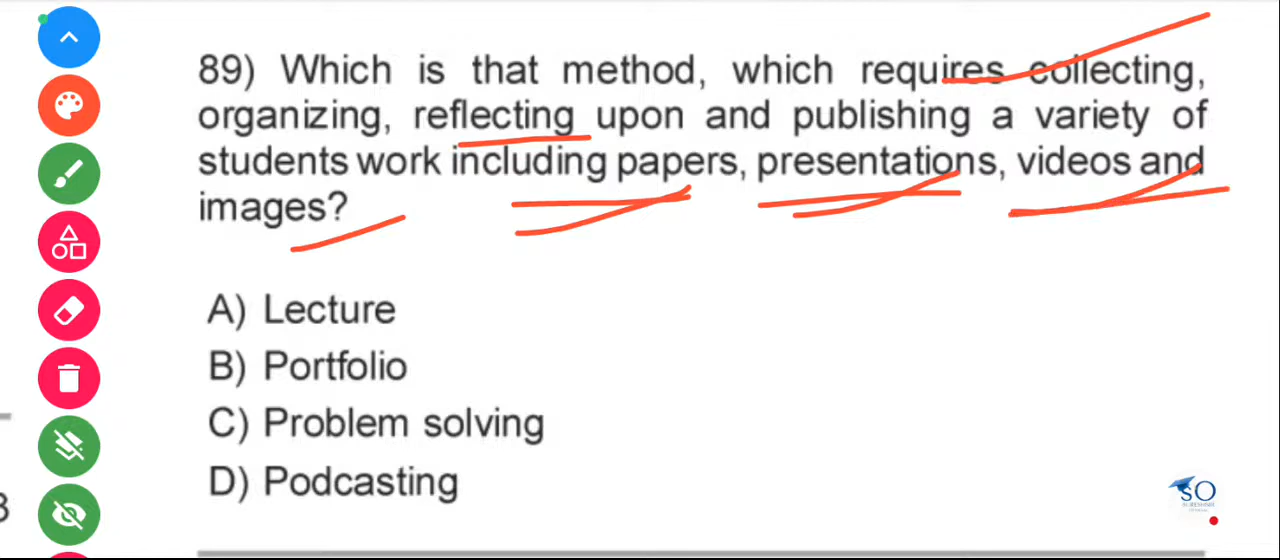 89) Which is that method, which requires collecting,
organizing, reflecting upon and publishing a variety of
students work including papers, presentations, videos and
images?
A) Lecture
B) Portfolio
C) Problem solving
D) Podcasting
3
SO